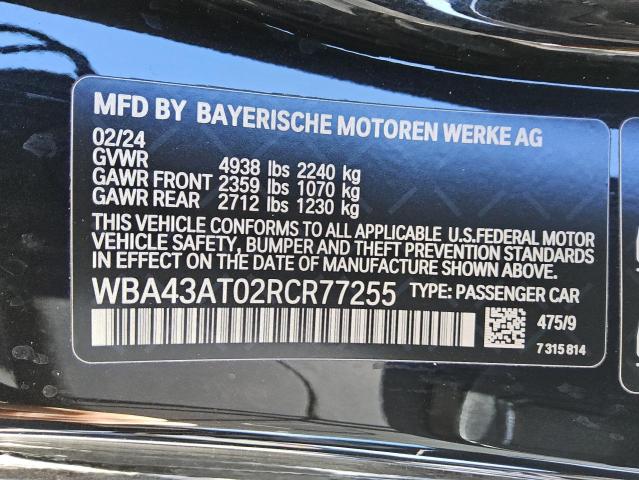 MFD BY BAYERISCHE MOTOREN WERKE AG
02/24
GVWR 4938 lbs 2240 kg
GAWR FRONT 2359 lbs 1070 kg
GAWR REAR 2712 lbs 1230 kg
THIS VEHICLE CONFORMS TO ALL APPLICABLE U.S.FEDERAL MOTOR
VEHICLE SAFETY, BUMPER AND THEFT PREVENTION STANDARDS
IN EFFECT ON THE DATE OF MANUFACTURE SHOWN ABOVE.
WBA43AT02RCR77255 TYPE: PASSENGER CAR
475/9
7 315 814